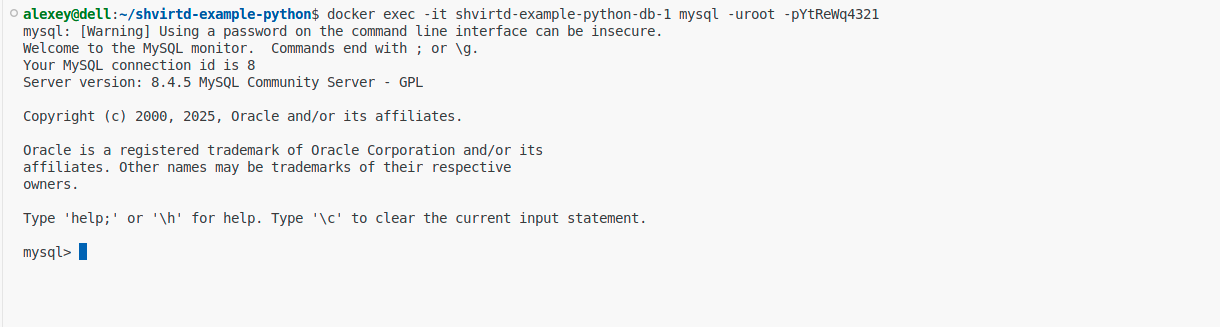 alexey@dell:~/shvirtd-example-python$ docker exec -it shvirtd-example-python-db-1 mysql -uroot -pYtReWq4321
mysql: [Warning] Using a password on the command line interface can be insecure.
Welcome to the MySQL monitor.  Commands end with ; or \g.
Your MySQL connection id is 8
Server version: 8.4.5 MySQL Community Server - GPL
Copyright (c) 2000, 2025, Oracle and/or its affiliates.
Oracle is a registered trademark of Oracle Corporation and/or its
affiliates. Other names may be trademarks of their respective
owners.
Type 'help;' or '\h' for help. Type '\c' to clear the current input statement.
mysql>